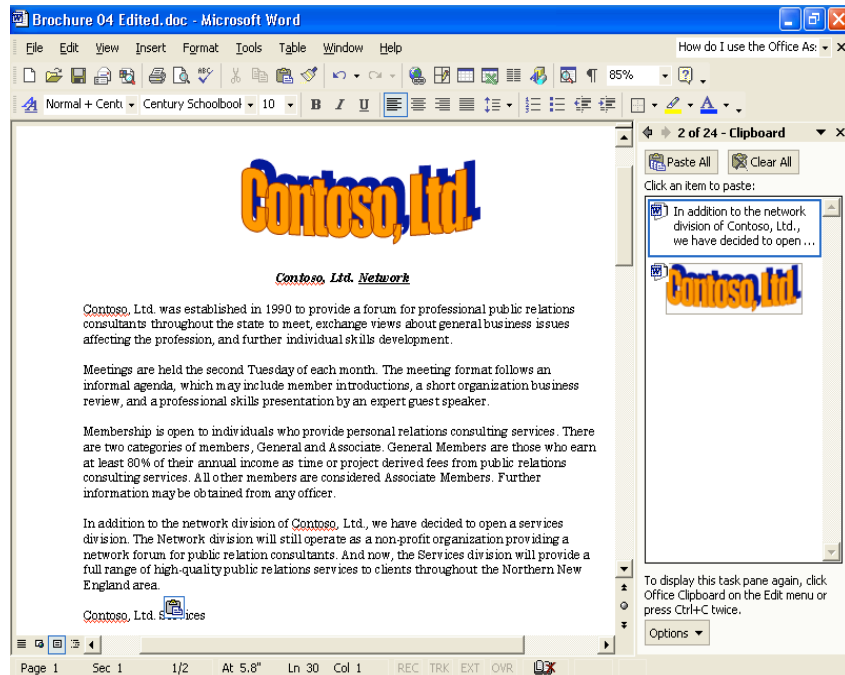 Brochure 04 Edited.doc - Microsoft Word
File Edit View Insert Format Tools Table Window Help How do I use the Office As:
85%
Normal + Centu Century Schoolbook 10 B I U A
Contoso, Ltd.
Contoso, Ltd. Network
Contoso, Ltd. was established in 1990 to provide a forum for professional public relations
consultants throughout the state to meet, exchange views about general business issues
affecting the profession, and further individual skills development.
Meetings are held the second Tuesday of each month. The meeting format follows an
informal agenda, which may include member introductions, a short organization business
review, and a professional skills presentation by an expert guest speaker.
Membership is open to individuals who provide personal relations consulting services. There
are two categories of members, General and Associate. General Members are those who earn
at least 80% of their annual income as time or project derived fees from public relations
consulting services. All other members are considered Associate Members. Further
information may be obtained from any officer.
In addition to the network division of Contoso, Ltd., we have decided to open a services
division. The Network division will still operate as a non-profit organization providing a
network forum for public relation consultants. And now, the Services division will provide a
full range of high-quality public relations services to clients throughout the Northern New
England area.
Contoso, Ltd. Services
2 of 24 - Clipboard
Paste All Clear All
Click an item to paste:
In addition to the network
division of Contoso, Ltd.,
we have decided to open ...
Contoso, Ltd.
To display this task pane again, click
Office Clipboard on the Edit menu or
press Ctrl+C twice.
Options
Page 1 Sec 1 1/2 At 5.8" Ln 30 Col 1 REC TRK EXT OVR